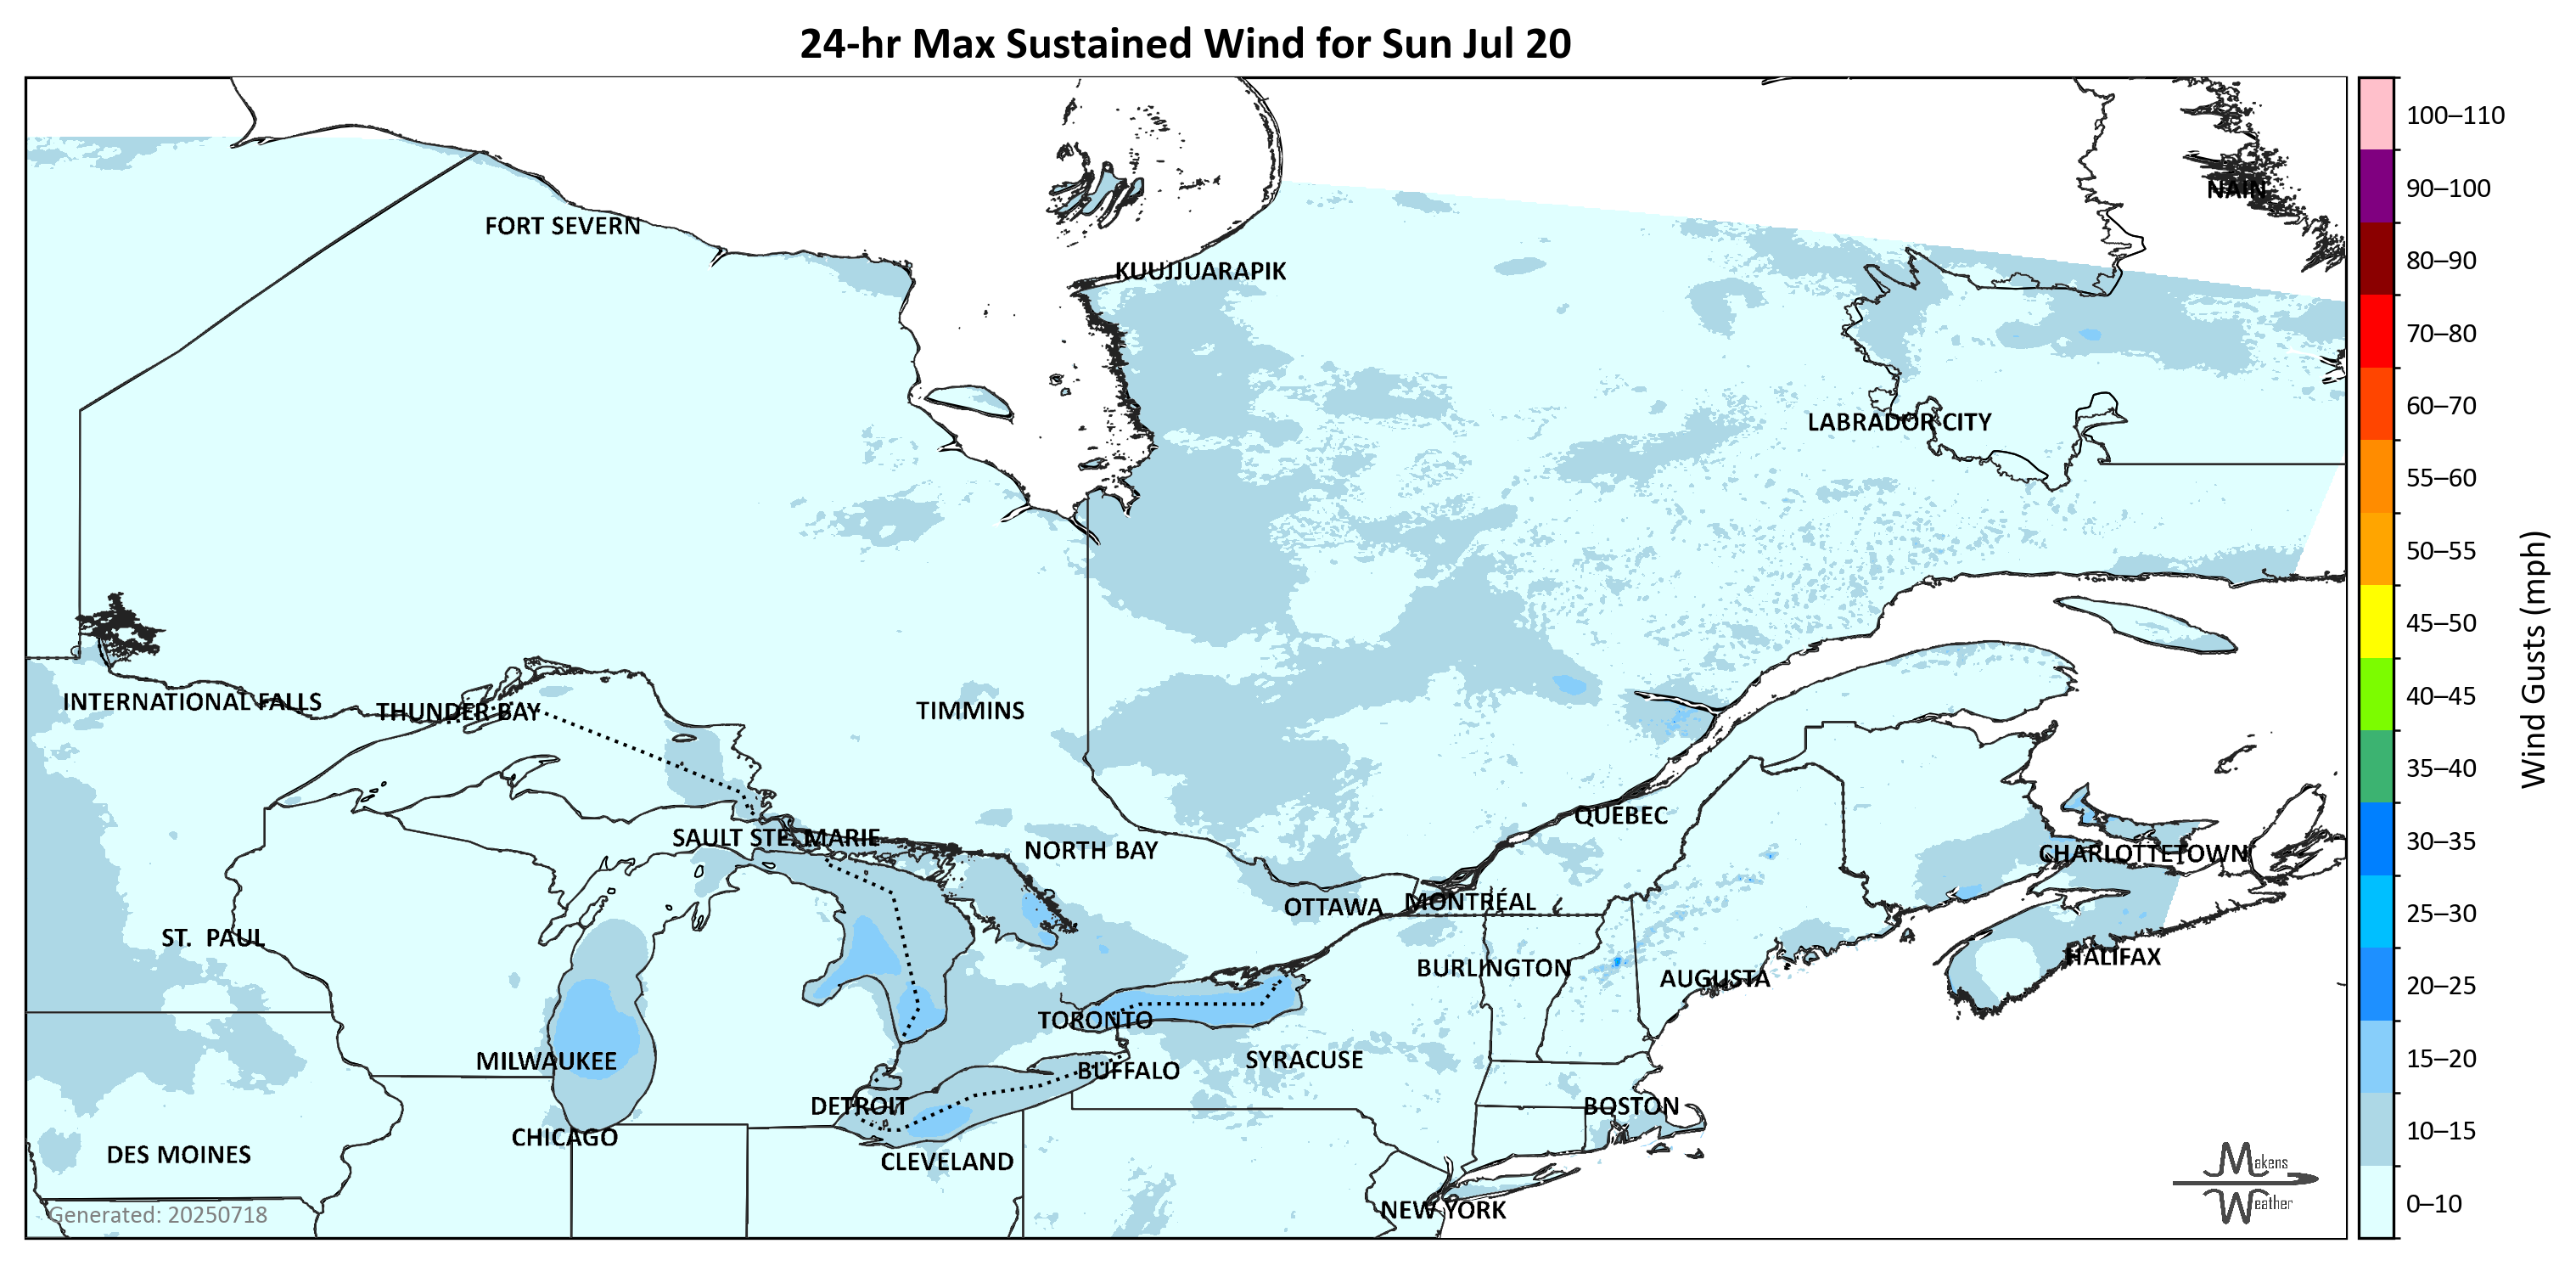 24-hr Max Sustained Wind for Sun Jul 20
100–110
90–100
NAIN
FORT SEVERN
80–90
KUUJJUARAPIK
70–80
60–70
LABRADOR CITY
55–60
50–55
45–50
Wind Gusts (mph)
40–45
INTERNATIONAL FALLS
THUNDER BAY
TIMMINS
35–40
QUÉBEC
30–35
SAULT STE. MARIE
NORTH BAY
CHARLOTTETOWN
OTTAWA
MONTRÉAL
25–30
ST. PAUL
HALIFAX
BURLINGTON
AUGUSTA
20–25
TORONTO
MILWAUKEE
SYRACUSE
15–20
BUFFALO
DETROIT
BOSTON
CHICAGO
10–15
DES MOINES
CLEVELAND
Makens
Weather
NEW YORK
0–10
Generated: 20250718